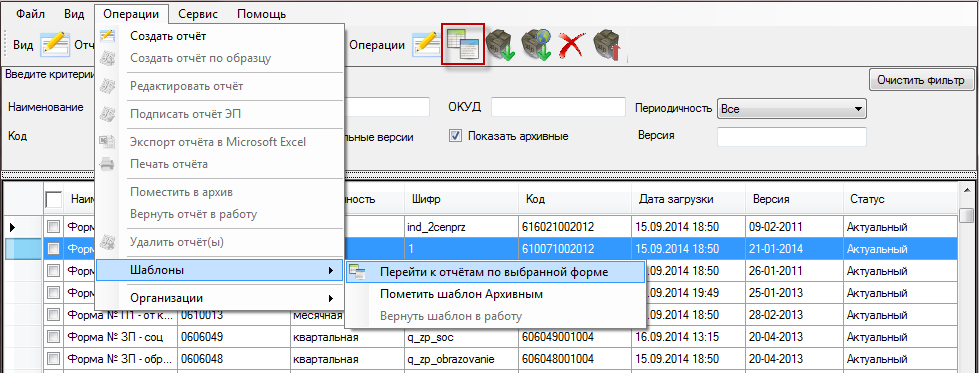 Файл Вид Операции Сервис Помощь
Вид Отч Операции
Создать отчёт
Создать отчёт по образцу
Редактировать отчёт
Подписать отчёт ЭП
Экспорт отчёта в Microsoft Excel
Печать отчёта
Поместить в архив
Вернуть отчёт в работу
Удалить отчёт(ы)
Шаблоны
Организации
Перейти к отчётам по выбранной форме
Пометить шаблон Архивным
Вернуть шаблон в работу
Введите критерии
Очистить фильтр
Наименование ОКУД Периодичность Все
Код льные версии Показать архивные Версия
Наим ность Шифр Код Дата загрузки Версия Статус
Форма ind_2cenprz 616021002012 15.09.2014 18:50 09-02-2011 Актуальный
Форма 1 610071002012 15.09.2014 18:50 21-01-2014 Актуальный
Форма .09.2014 18:50 26-01-2011 Актуальный
Форма .09.2014 19:49 25-01-2013 Актуальный
Форма № ПП - от к... 0610013 месячная .09.2014 18:50 28-02-2013 Актуальный
Форма № ЗП - соц 0606049 квартальная q_zp_soc 606049001004 16.09.2014 13:15 20-04-2013 Актуальный
Форма № ЗП - обр... 0606048 квартальная q_zp_obrazovanie 606048001004 15.09.2014 18:50 20-04-2013 Актуальный